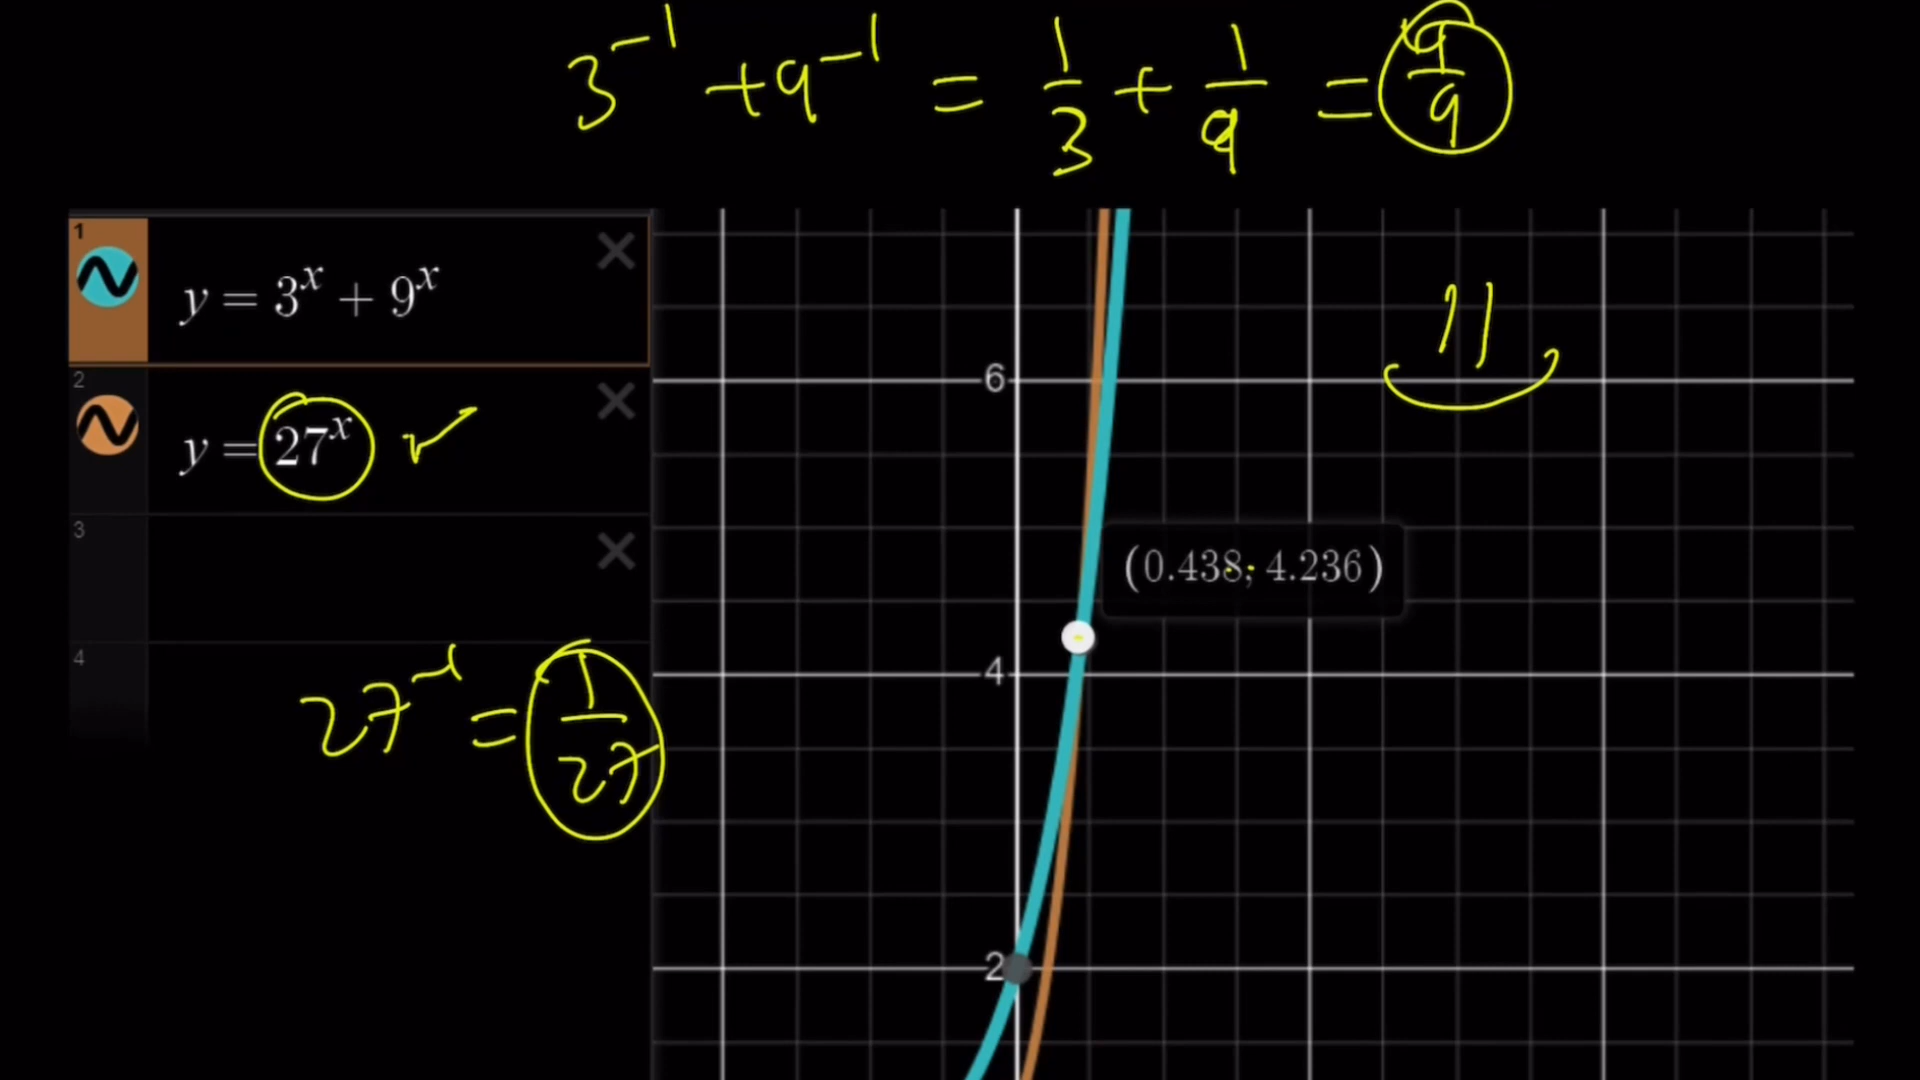 3⁻¹ + 9⁻¹ = 1/3 + 1/9 = 4/9
1
y = 3ˣ + 9ˣ
2
y = 27ˣ
3
4
27⁻¹ = 1/27
6
(0.438, 4.236)
4
2